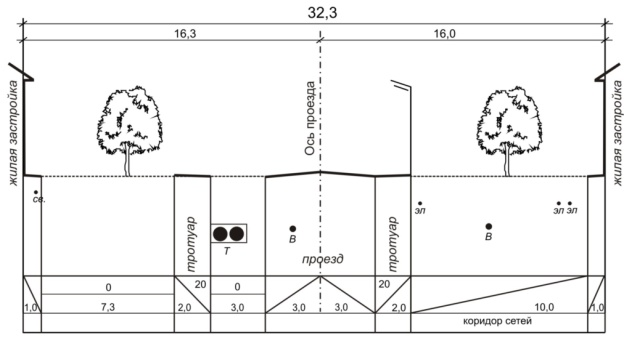 32,3
16,3 16,0
жилая застройка
Ось проезда
жилая застройка
св.
эл
эл эл
тротуар
Т
В
проезд
тротуар
В
0
20
0
20
1,0
7,3
2,0
3,0
3,0
3,0
2,0
10,0
1,0
коридор сетей